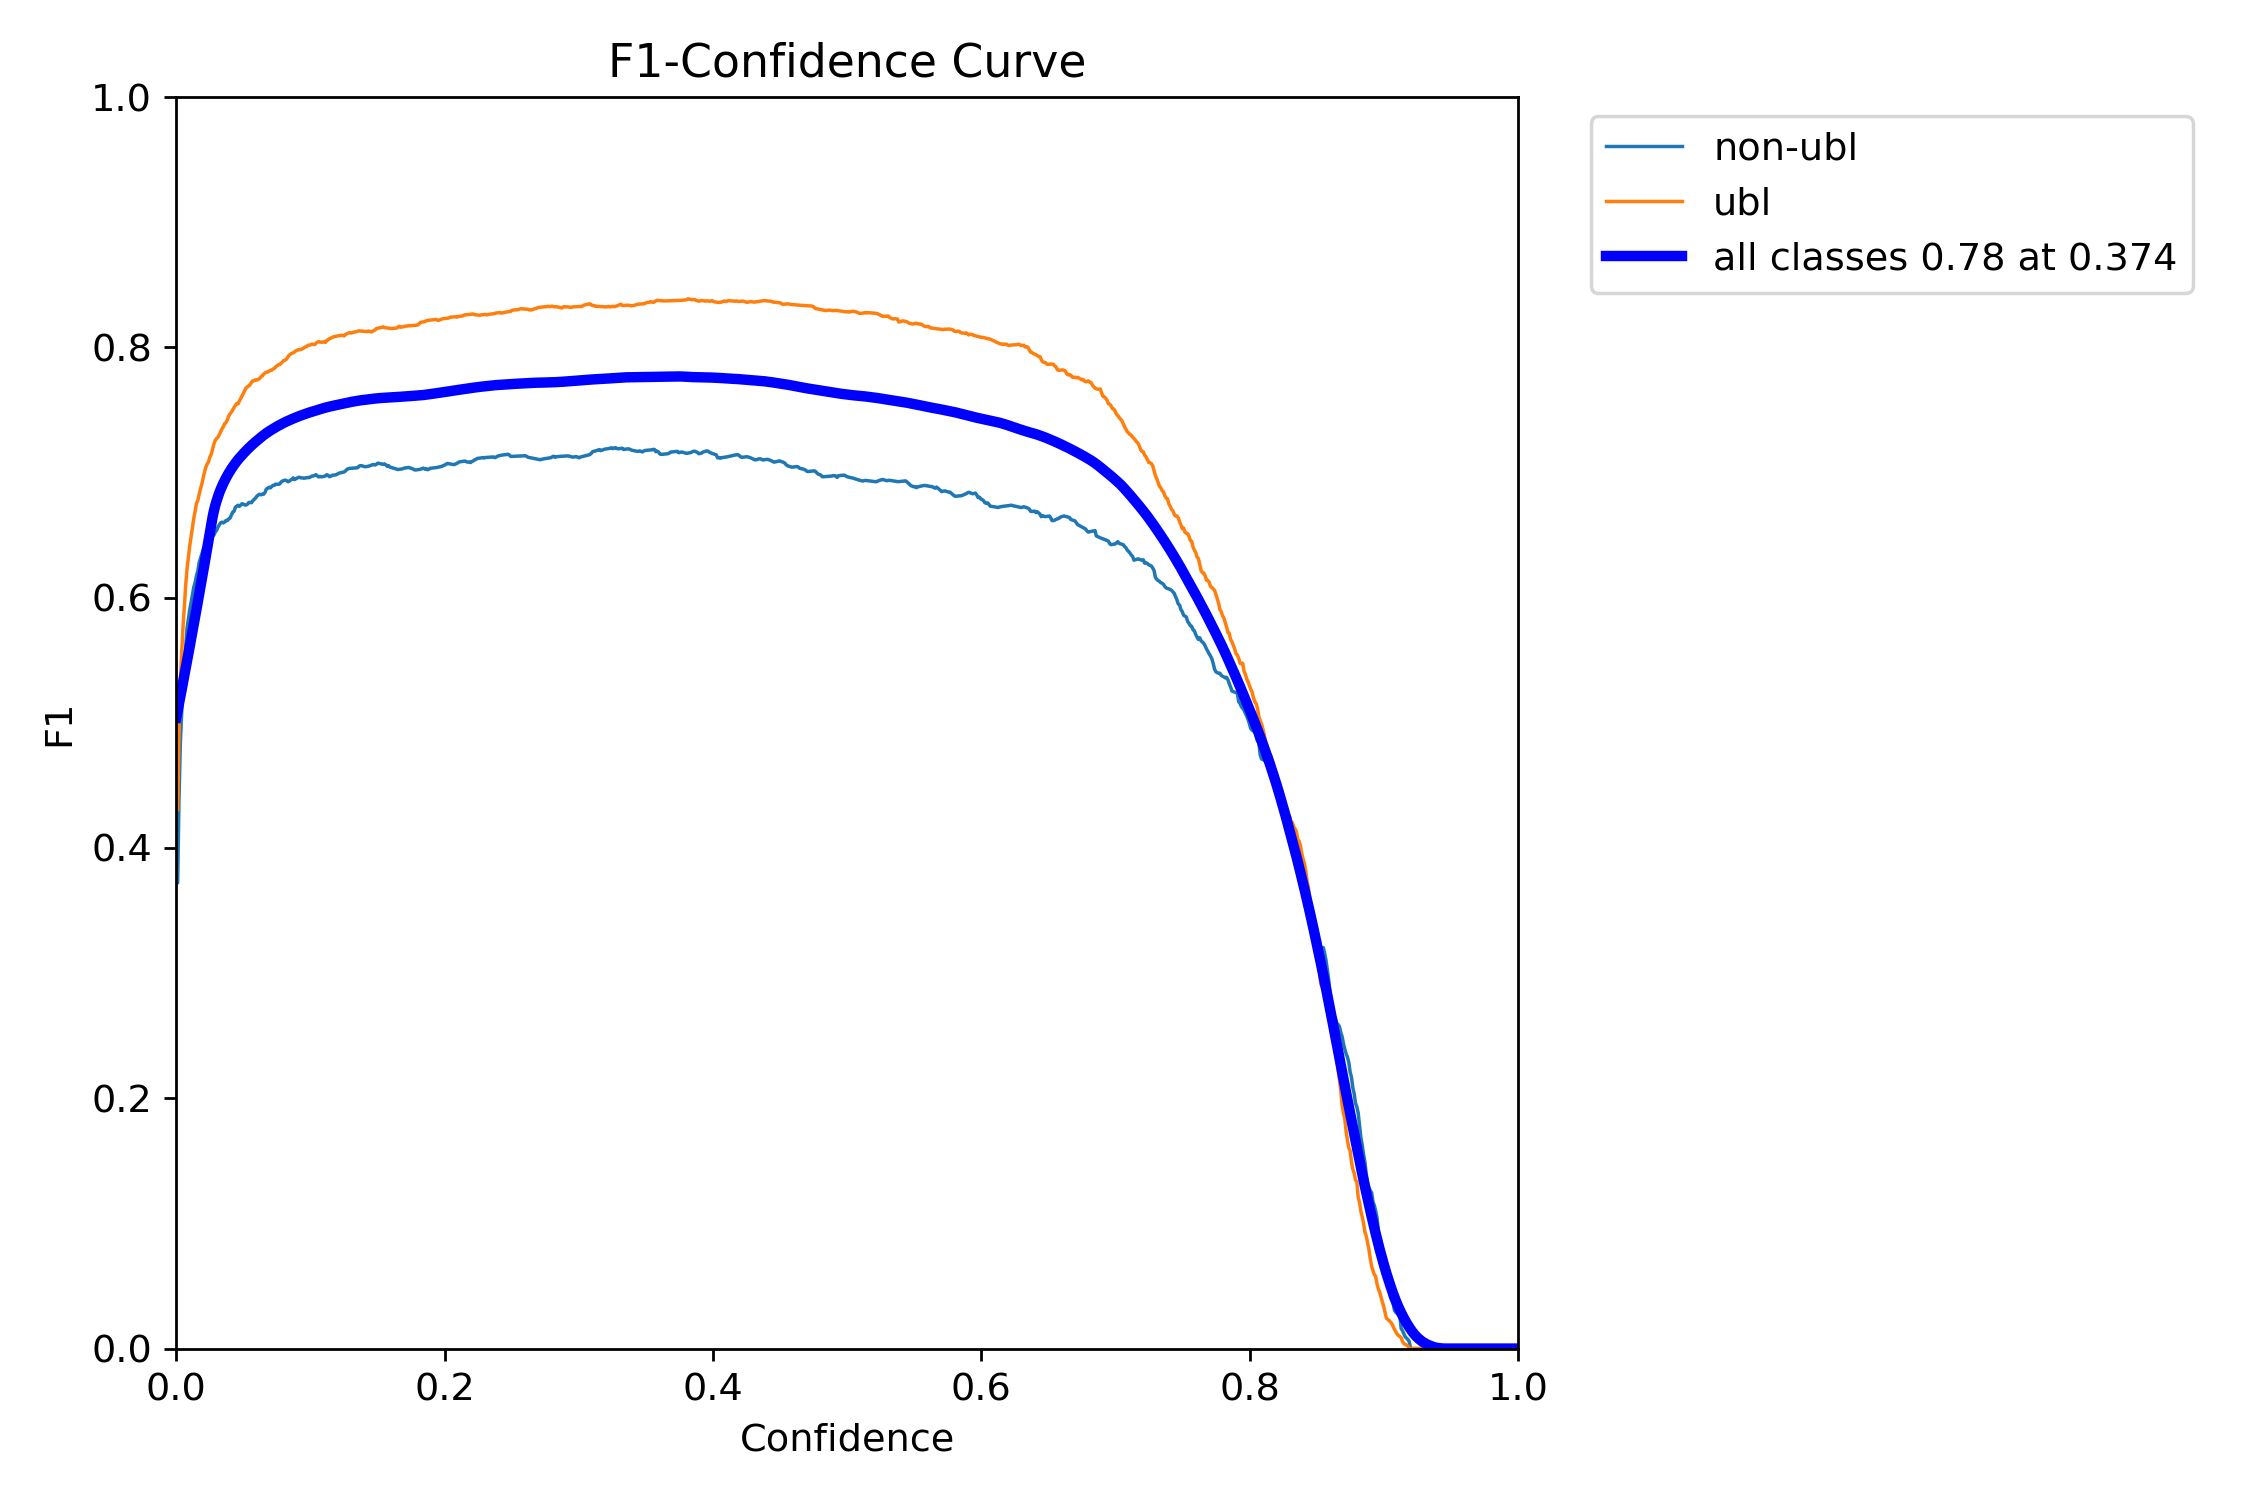 F1-Confidence Curve
non-ubl
ubl
all classes 0.78 at 0.374
F1
1.0
0.8
0.6
0.4
0.2
0.0
0.0 0.2 0.4 0.6 0.8 1.0
Confidence